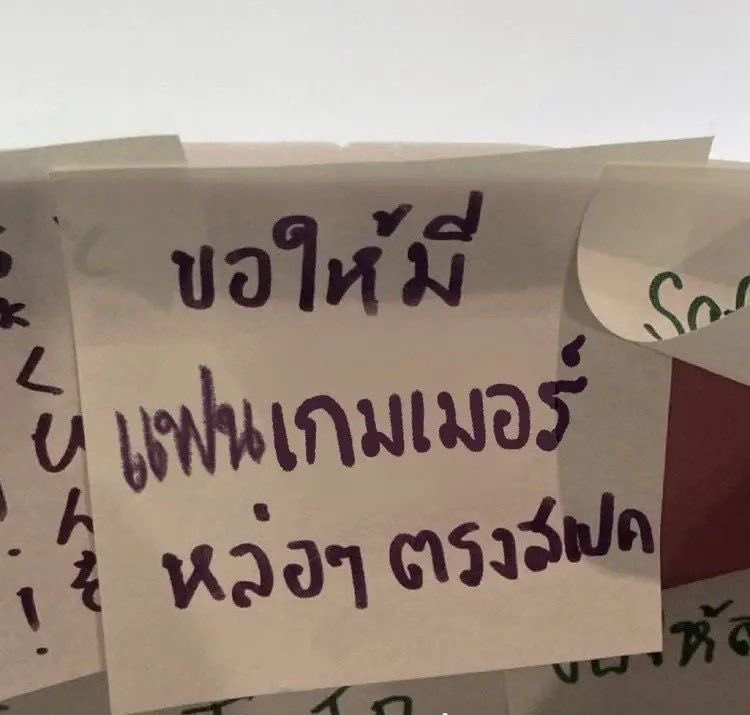 ขอให้มี
แฟนเกมเมอร์
หล่อๆ ตรงสเปค